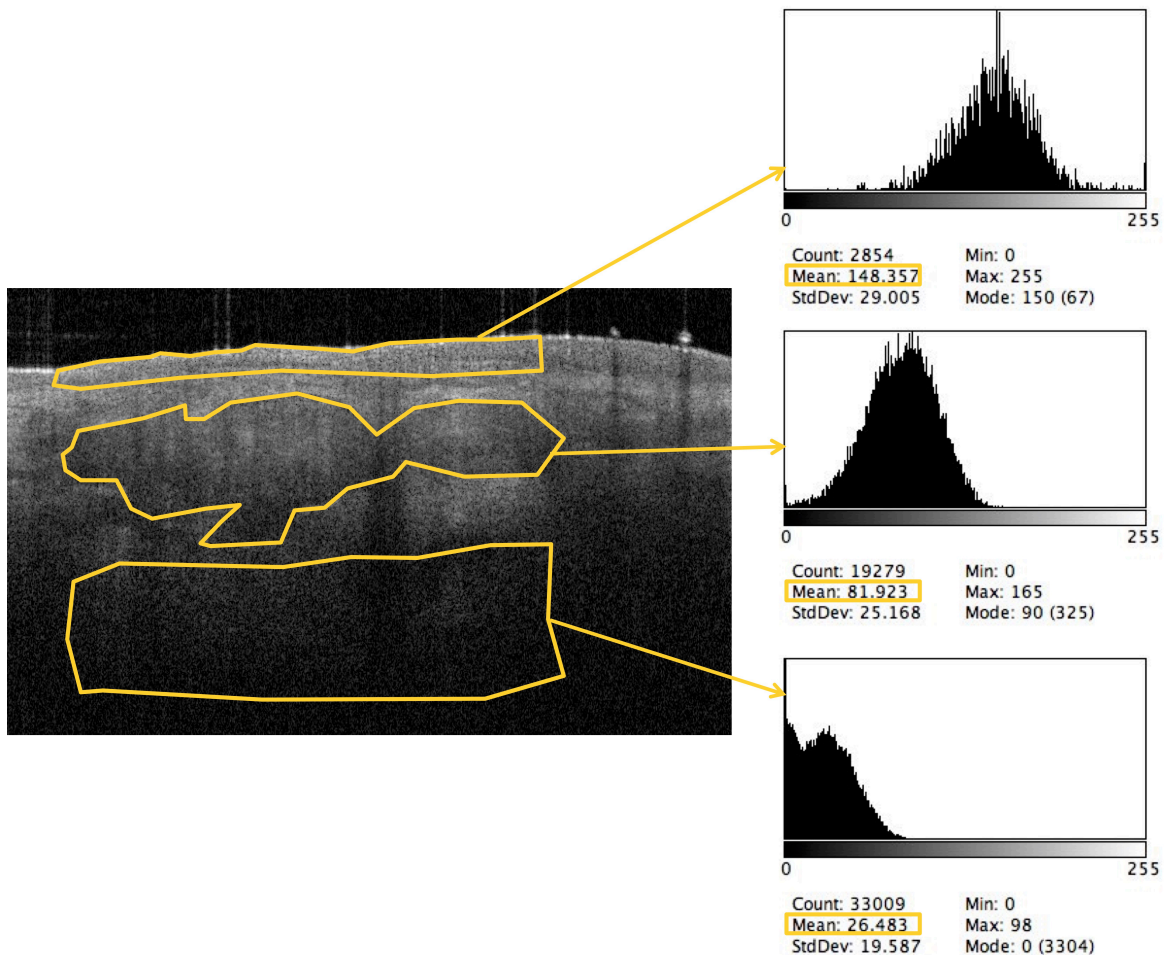 0 255
Count: 2854 Min: 0
Mean: 148.357 Max: 255
StdDev: 29.005 Mode: 150 (67)
0 255
Count: 19279 Min: 0
Mean: 81.923 Max: 165
StdDev: 25.168 Mode: 90 (325)
0 255
Count: 33009 Min: 0
Mean: 26.483 Max: 98
StdDev: 19.587 Mode: 0 (3304)